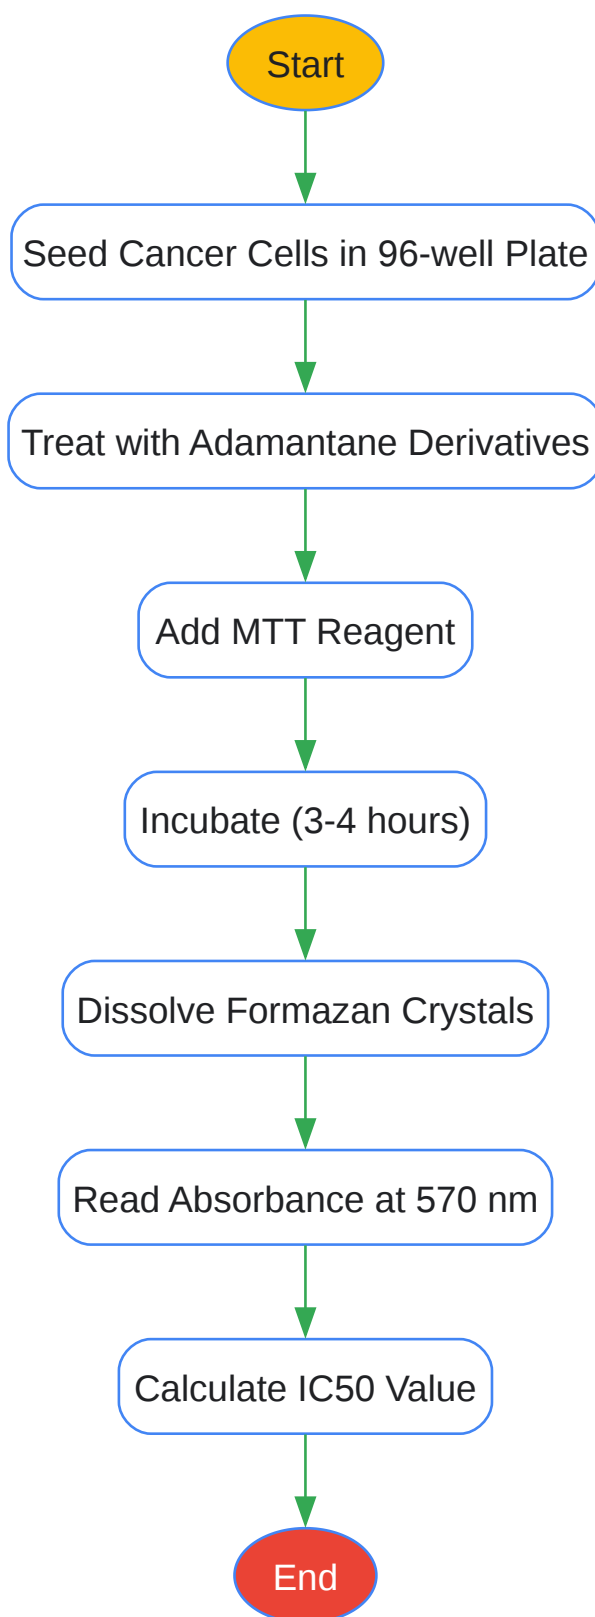 Start
Seed Cancer Cells in 96-well Plate
Treat with Adamantane Derivatives
Add MTT Reagent
Incubate (3-4 hours)
Dissolve Formazan Crystals
Read Absorbance at 570 nm
Calculate IC50 Value
End